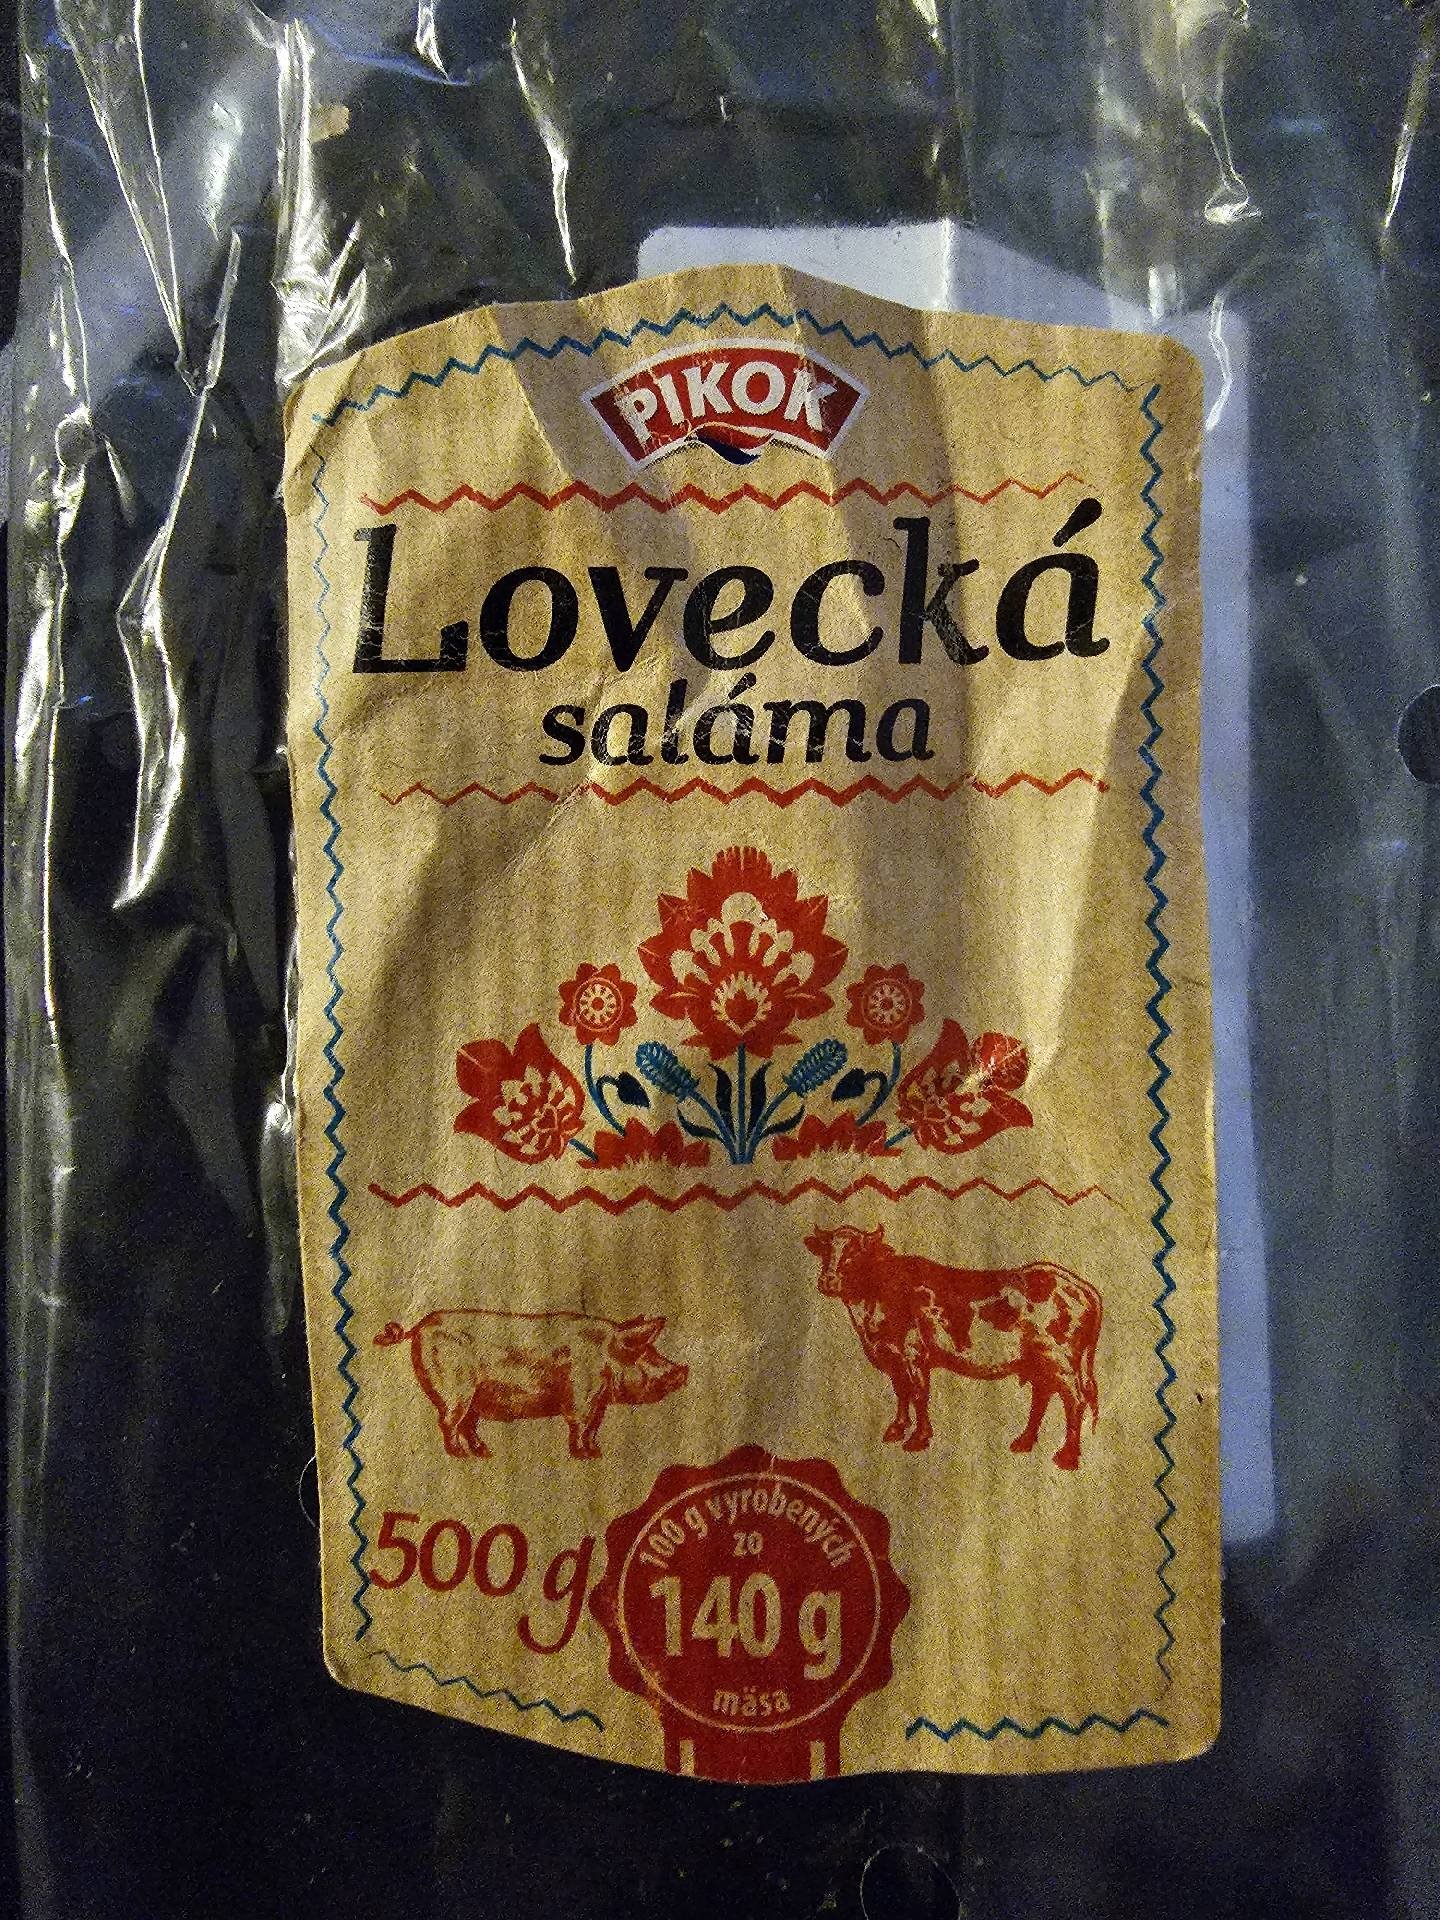 PIKOK
Lovecká
saláma
500 g
100 g vyrobených
zo
140 g
mäsa